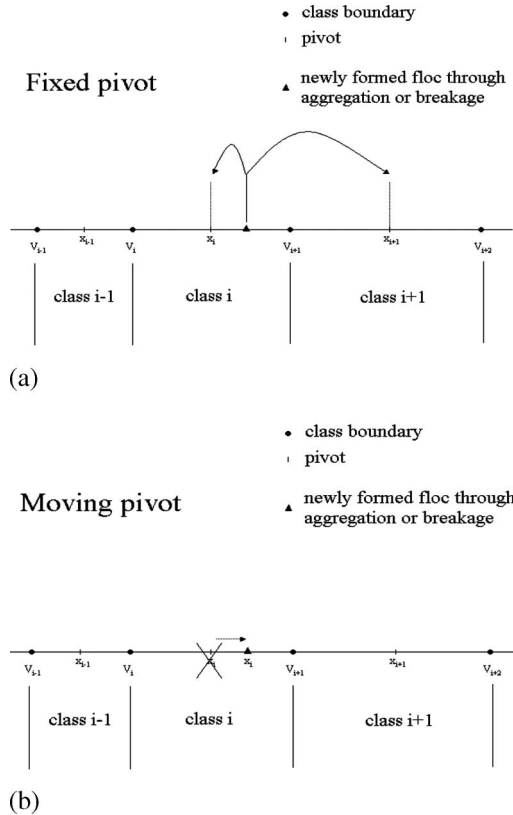 class boundary
pivot
Fixed pivot
newly formed floc through
aggregation or breakage
V_{i-1} x_{i-1} V_i x_i V_{i+1} x_{i+1} V_{i+2}
class i-1 class i class i+1
(a)
class boundary
pivot
Moving pivot
newly formed floc through
aggregation or breakage
V_{i-1} x_{i-1} V_i x_i x_i V_{i+1} x_{i+1} V_{i+2}
class i-1 class i class i+1
(b)